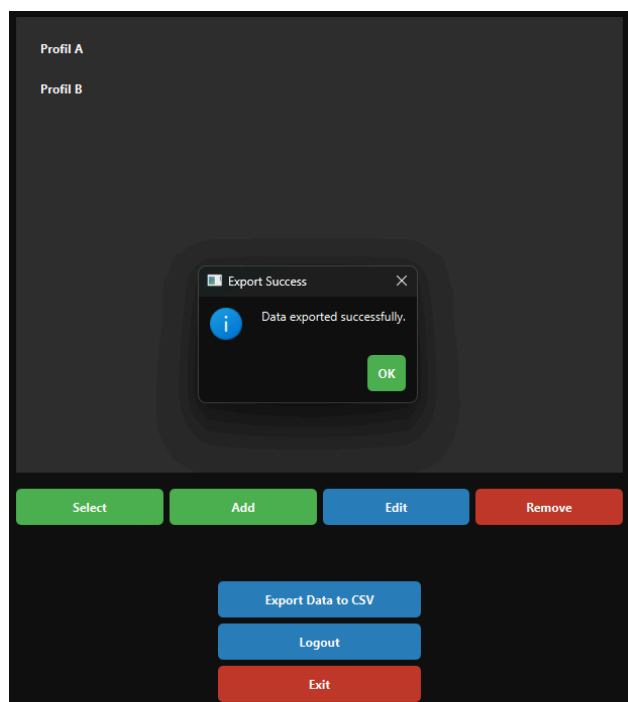 Profil A
Profil B
Export Success
Data exported successfully.
OK
Select Add Edit Remove
Export Data to CSV
Logout
Exit